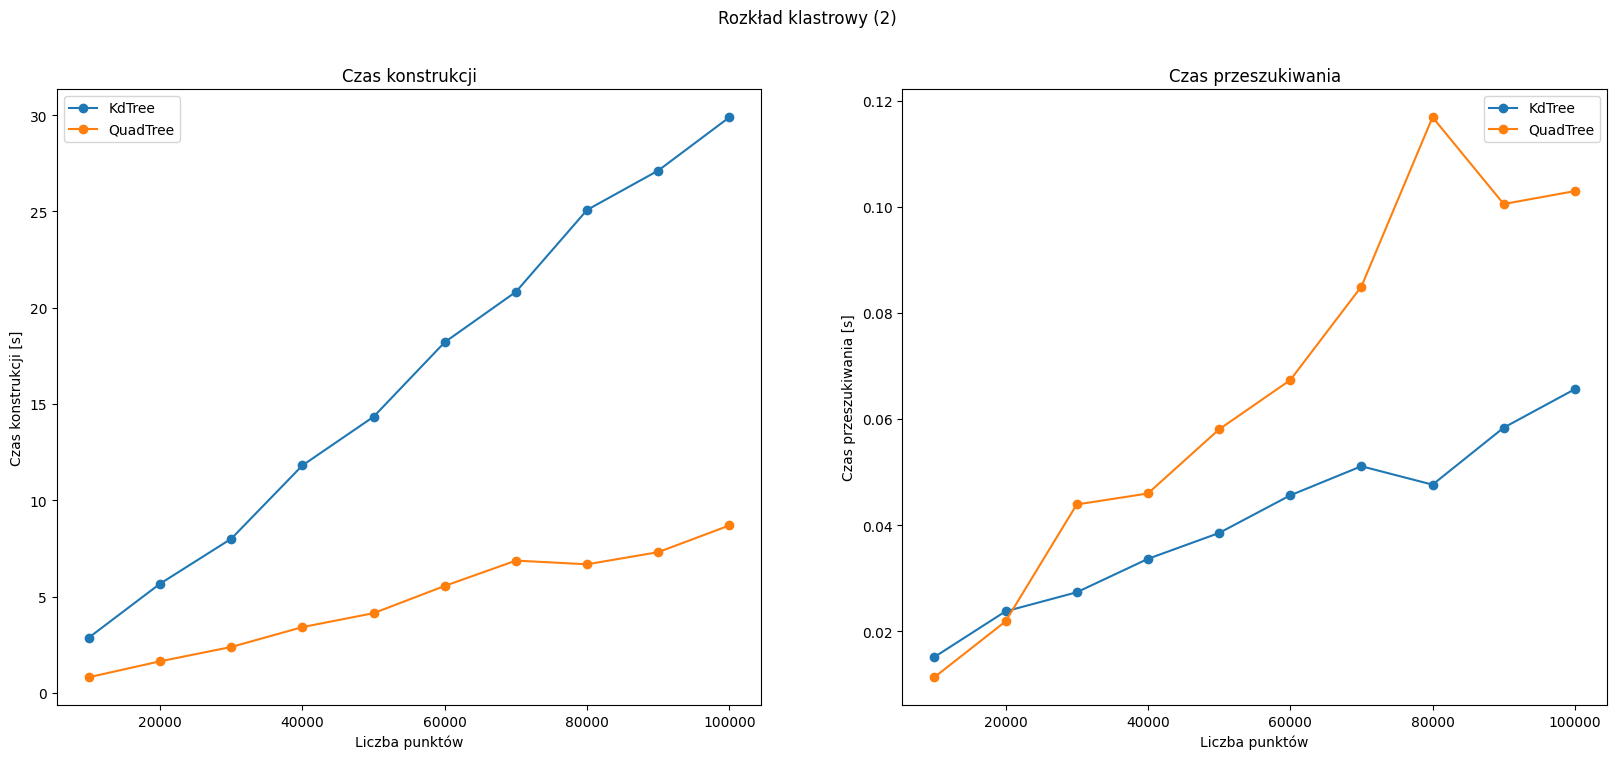 Rozkład klastrowy (2)
Czas konstrukcji
KdTree
QuadTree
30
25
20
15
10
5
0
Czas konstrukcji [s]
20000
40000
60000
80000
100000
Liczba punktów
Czas przeszukiwania
KdTree
QuadTree
0.12
0.10
0.08
0.06
0.04
0.02
Czas przeszukiwania [s]
20000
40000
60000
80000
100000
Liczba punktów